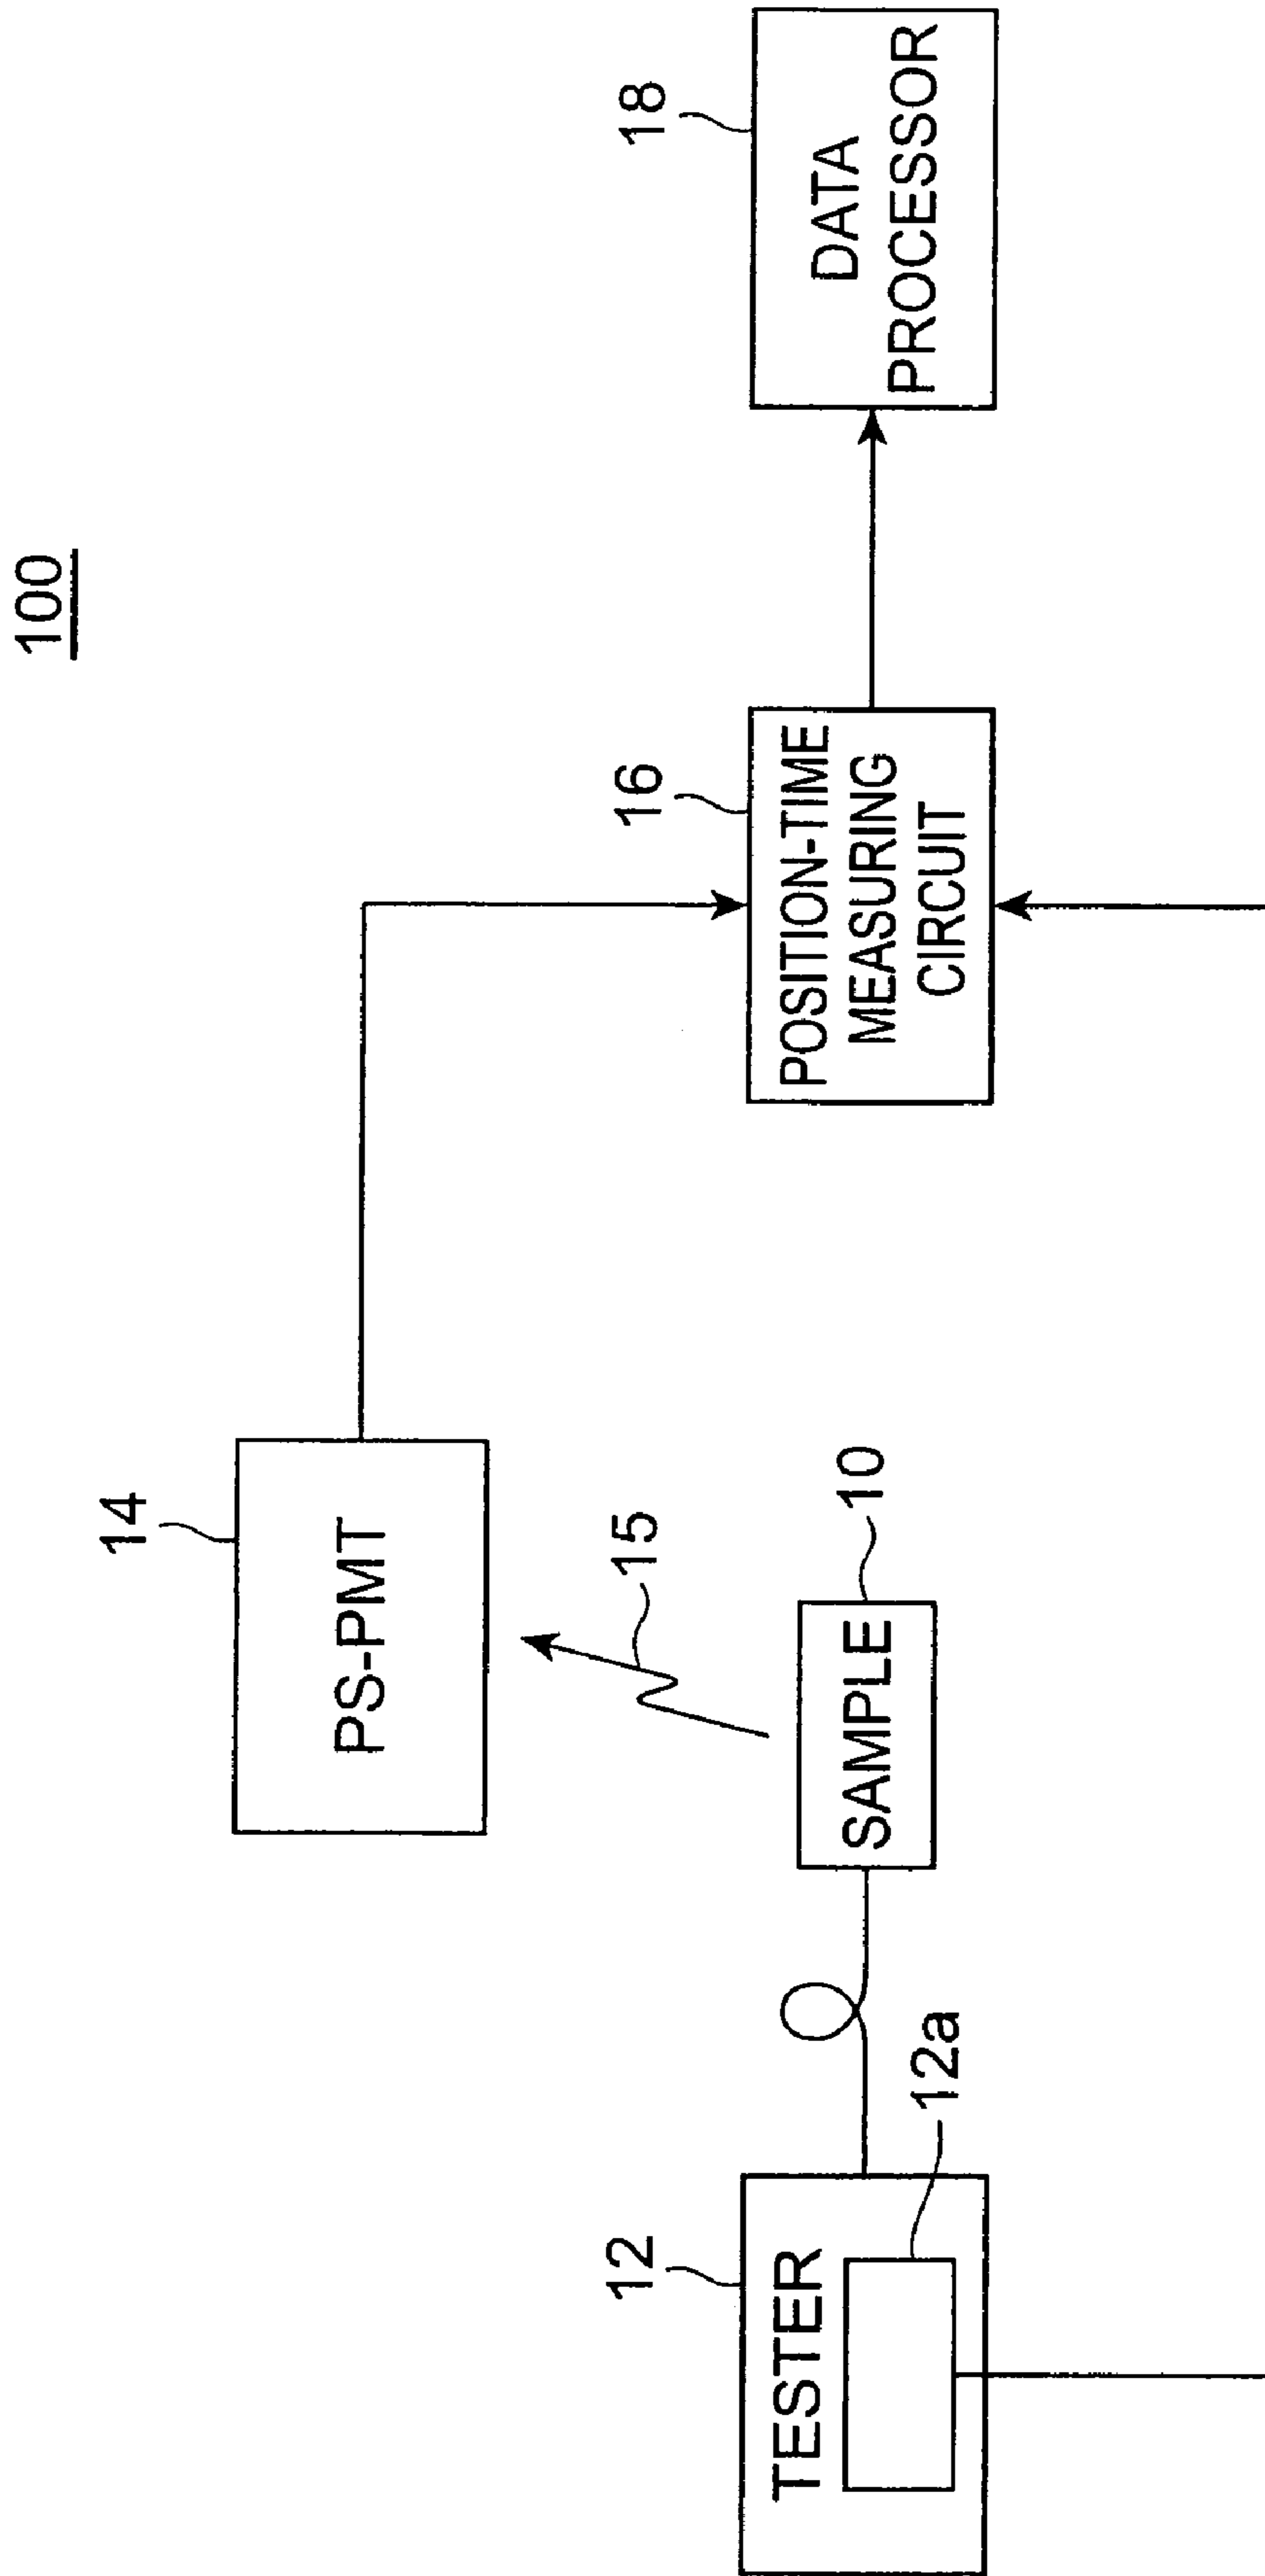 100
14
PS-PMT
15
12
TESTER
12a
SAMPLE
10
16
POSITION-TIME
MEASURING
CIRCUIT
18
DATA
PROCESSOR